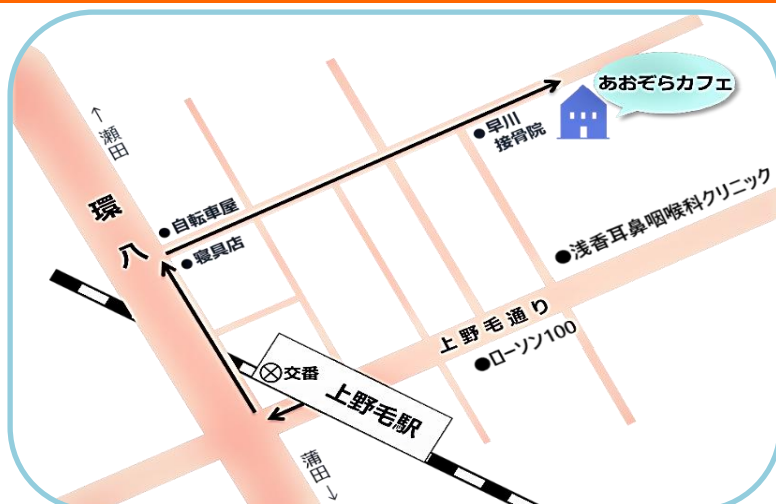 あおぞらカフェ
早川
接骨院
↑瀬田
環八
自転車屋
寝具店
浅香耳鼻咽喉科クリニック
上野毛通り
ローソン100
交番
上野毛駅
蒲田↓